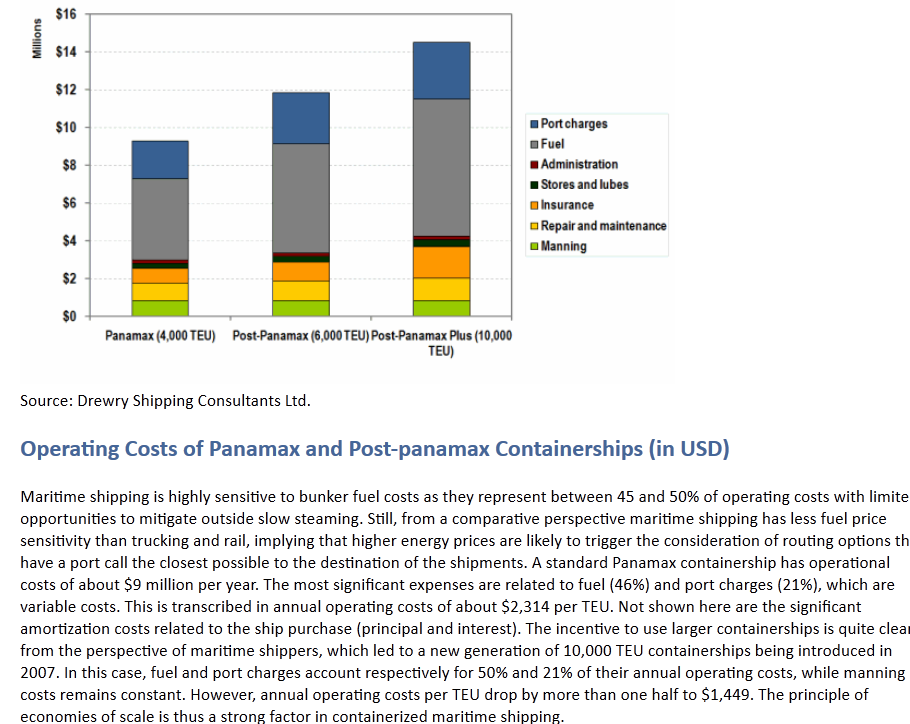 Millions
$16
$14
$12
$10
$8
$6
$4
$2
$0
Port charges
Fuel
Administration
Stores and lubes
Insurance
Repair and maintenance
Manning
Panamax (4,000 TEU)
Post-Panamax (6,000 TEU)
Post-Panamax Plus (10,000
TEU)
Source: Drewry Shipping Consultants Ltd.
Operating Costs of Panamax and Post-panamax Containerships (in USD)
Maritime shipping is highly sensitive to bunker fuel costs as they represent between 45 and 50% of operating costs with limite
opportunities to mitigate outside slow steaming. Still, from a comparative perspective maritime shipping has less fuel price
sensitivity than trucking and rail, implying that higher energy prices are likely to trigger the consideration of routing options th
have a port call the closest possible to the destination of the shipments. A standard Panamax containership has operational
costs of about $9 million per year. The most significant expenses are related to fuel (46%) and port charges (21%), which are
variable costs. This is transcribed in annual operating costs of about $2,314 per TEU. Not shown here are the significant
amortization costs related to the ship purchase (principal and interest). The incentive to use larger containerships is quite clear
from the perspective of maritime shippers, which led to a new generation of 10,000 TEU containerships being introduced in
2007. In this case, fuel and port charges account respectively for 50% and 21% of their annual operating costs, while manning
costs remains constant. However, annual operating costs per TEU drop by more than one half to $1,449. The principle of
economies of scale is thus a strong factor in containerized maritime shipping.